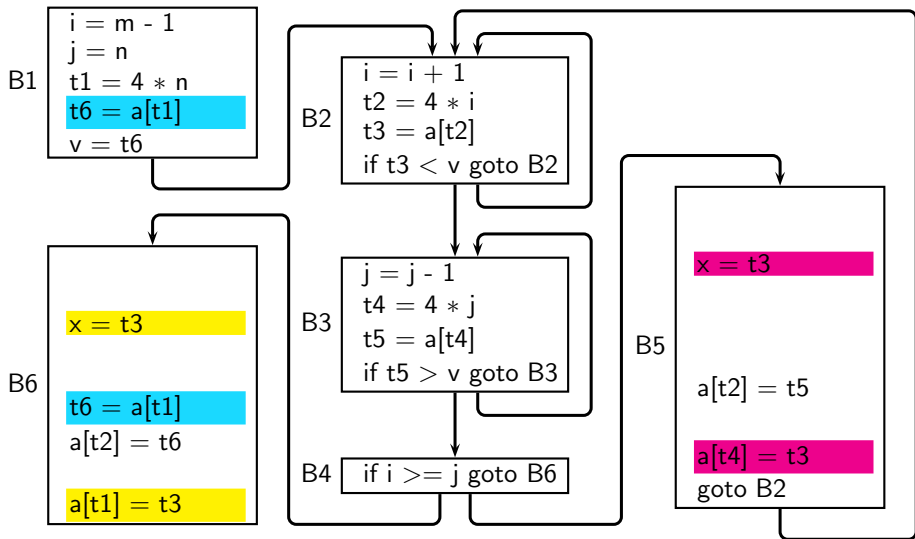 B1
i = m - 1
j = n
t1 = 4 * n
t6 = a[t1]
v = t6
B2
i = i + 1
t2 = 4 * i
t3 = a[t2]
if t3 < v goto B2
B3
j = j - 1
t4 = 4 * j
t5 = a[t4]
if t5 > v goto B3
B4
if i >= j goto B6
B5
x = t3
a[t2] = t5
a[t4] = t3
goto B2
B6
x = t3
t6 = a[t1]
a[t2] = t6
a[t1] = t3